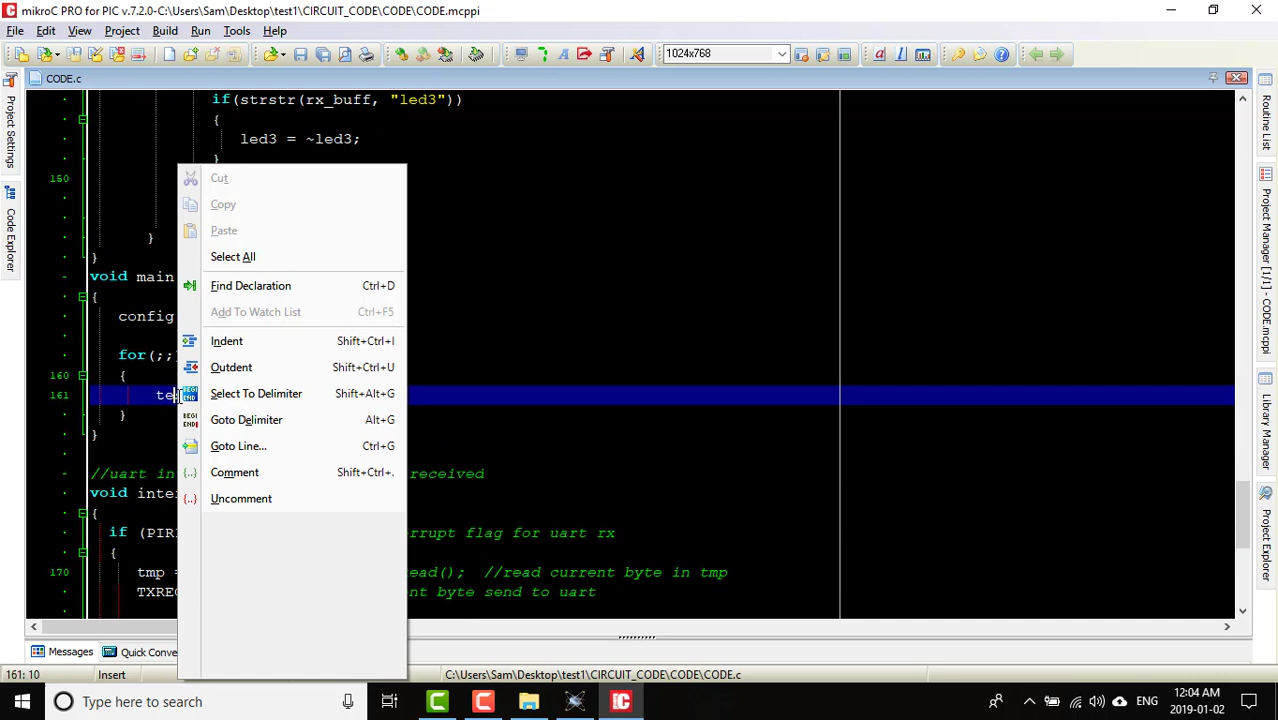 mikroC PRO for PIC v.7.2.0-C:\Users\Sam\Desktop\test1\CIRCUIT_CODE\CODE\CODE.mcppi
File Edit View Project Build Run Tools Help
1024x768
CODE.c
if(strstr(rx_buff, "led3"))
{
led3 = ~led3;
}
150
}
}
void main
{
config
for(;;)
160 {
161 te
}
}
//uart in received
void inter
{
if (PIR rrupt flag for uart rx
{
170 tmp = ead(); //read current byte in tmp
TXREG nt byte send to uart
Cut
Copy
Paste
Select All
Find Declaration Ctrl+D
Add To Watch List Ctrl+F5
Indent Shift+Ctrl+I
Outdent Shift+Ctrl+U
Select To Delimiter Shift+Alt+G
Goto Delimiter Alt+G
Goto Line... Ctrl+G
Comment Shift+Ctrl+.
Uncomment
Project Settings
Code Explorer
Routine List
Project Manager [1/1] - CODE.mcppi
Library Manager
Project Explorer
Messages Quick Conve
161: 10 Insert C:\Users\Sam\Desktop\test1\CIRCUIT_CODE\CODE\CODE.c
Type here to search
ENG
12:04 AM
2019-01-02